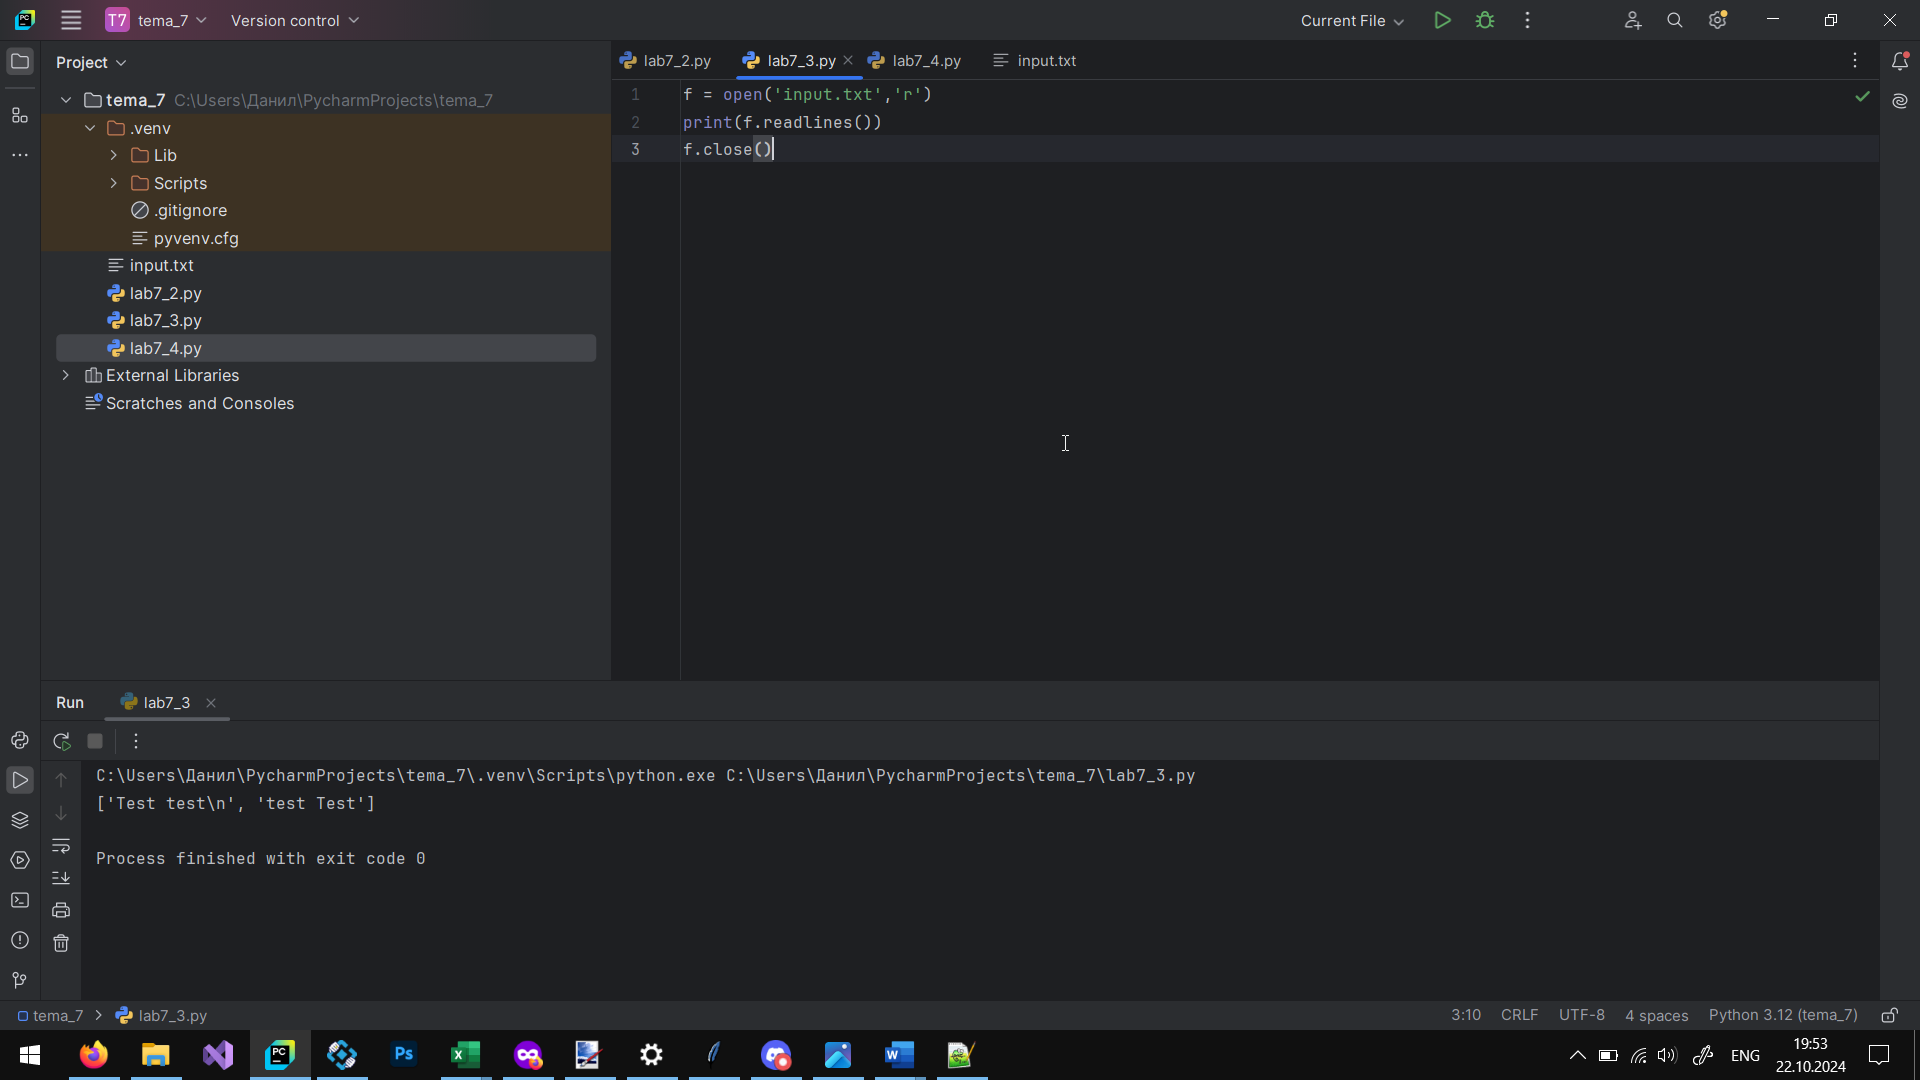 PC T7 tema_7 Version control Current File
Project
lab7_2.py lab7_3.py lab7_4.py input.txt
tema_7 C:\Users\Данил\PycharmProjects\tema_7
.venv
Lib
Scripts
.gitignore
pyvenv.cfg
input.txt
lab7_2.py
lab7_3.py
lab7_4.py
External Libraries
Scratches and Consoles
1 f = open('input.txt','r')
2 print(f.readlines())
3 f.close()
Run lab7_3
C:\Users\Данил\PycharmProjects\tema_7\.venv\Scripts\python.exe C:\Users\Данил\PycharmProjects\tema_7\lab7_3.py
['Test test\n', 'test Test']
Process finished with exit code 0
tema_7 lab7_3.py 3:10 CRLF UTF-8 4 spaces Python 3.12 (tema_7)
PC Ps X W ENG 19:53
22.10.2024